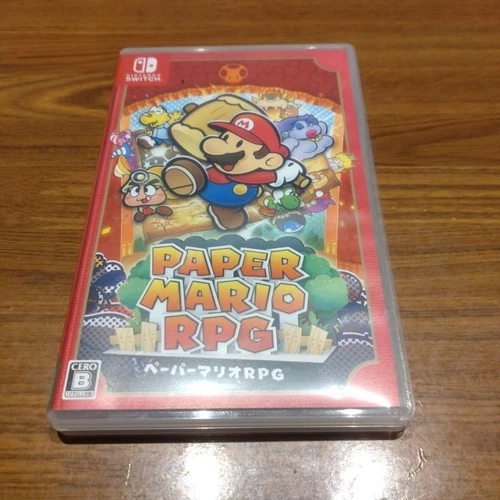 NINTENDO
SWITCH
M
PAPER
MARIO
RPG
ペーパーマリオRPG
CERO
B